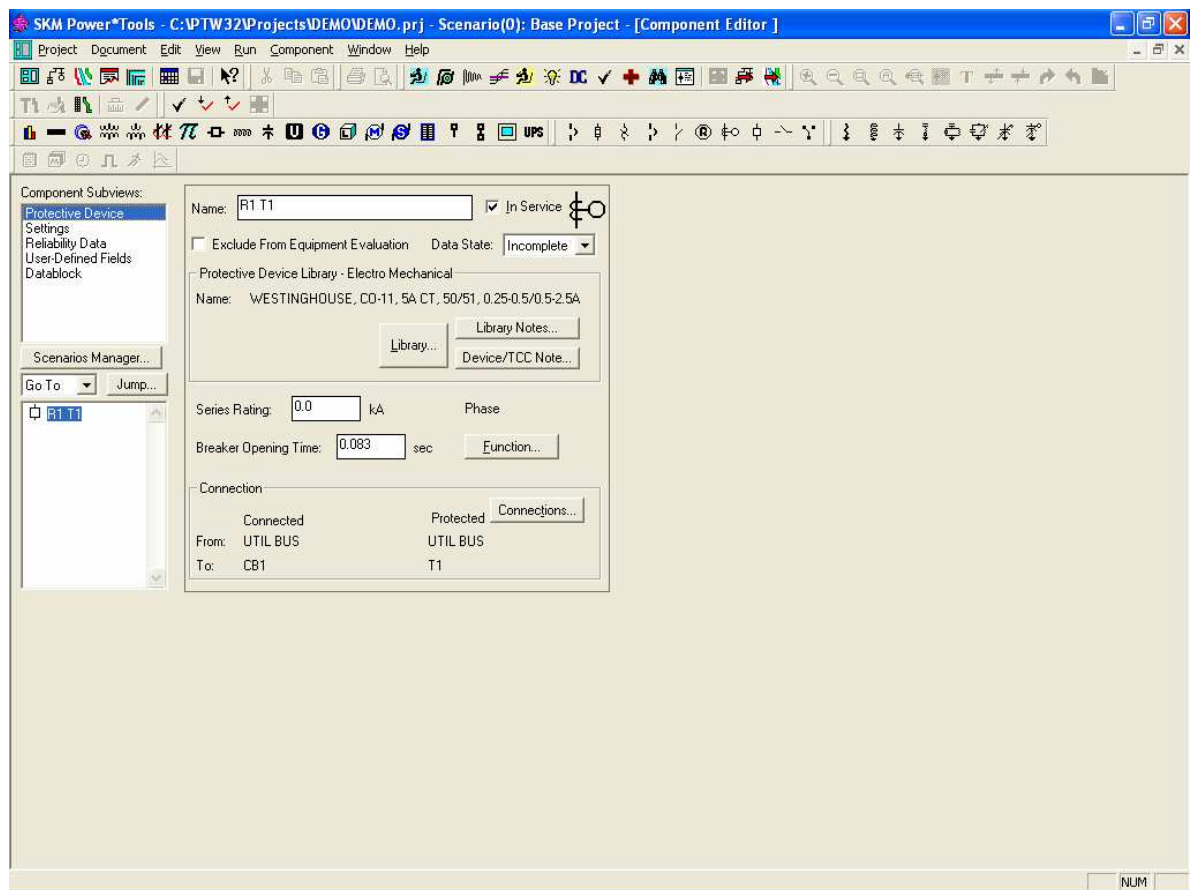 SKM Power*Tools - C:\PTW32\Projects\DEMO\DEMO.prj - Scenario(0): Base Project - [Component Editor ]
Project Document Edit View Run Component Window Help
DC T
UPS
Component Subviews:
Protective Device
Settings
Reliability Data
User-Defined Fields
Datablock
Scenarios Manager...
Go To Jump...
R1 T1
Name: R1 T1 In Service
Exclude From Equipment Evaluation Data State: Incomplete
Protective Device Library - Electro Mechanical
Name: WESTINGHOUSE, CO-11, 5A CT, 50/51, 0.25-0.5/0.5-2.5A
Library... Library Notes...
Device/TCC Note...
Series Rating: 0.0 kA Phase
Breaker Opening Time: 0.083 sec Function...
Connection
Connected Protected Connections...
From: UTIL BUS UTIL BUS
To: CB1 T1
NUM